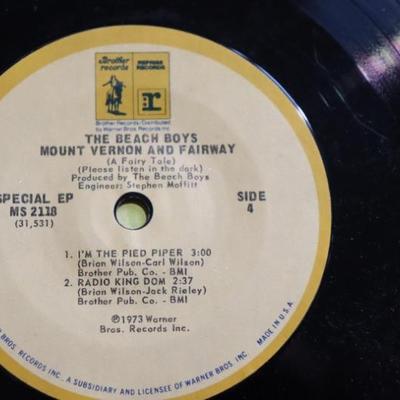 Brother
records
REPRISE
RECORDS
r
Brother Records/Distributed
by Warner Bros. Records Inc.
THE BEACH BOYS
MOUNT VERNON AND FAIRWAY
(A Fairy Tale)
(Please listen in the dark)
Produced by The Beach Boys
Engineer: Stephen Moffitt
SPECIAL EP
MS 2118
(31,531)
SIDE
4
1. I'M THE PIED PIPER 3:00
(Brian Wilson-Carl Wilson)
Brother Pub. Co. - BMI
2. RADIO KING DOM 2:37
(Brian Wilson-Jack Rieley)
Brother Pub. Co. - BMI
℗1973 Warner
Bros. Records Inc.
BROS. RECORDS INC., A SUBSIDIARY AND LICENSEE OF WARNER BROS. INC.
MADE IN U.S.A.